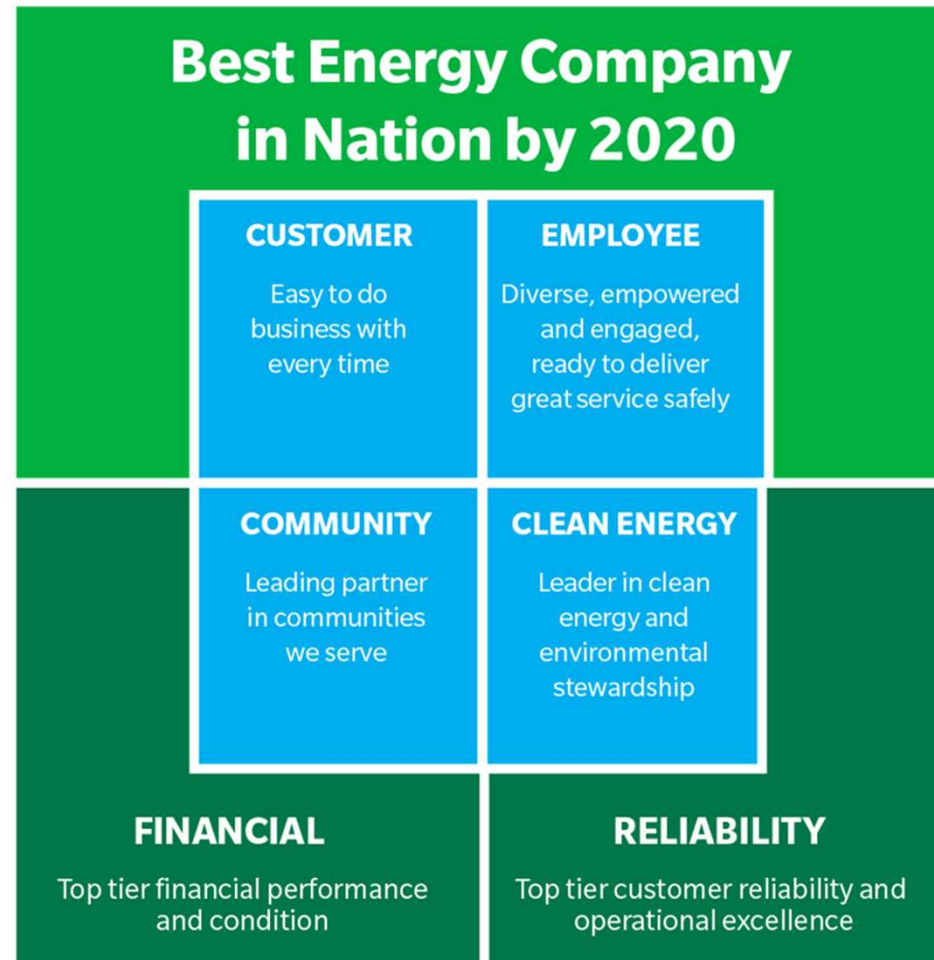 Best Energy Company
in Nation by 2020
CUSTOMER
Easy to do
business with
every time
EMPLOYEE
Diverse, empowered
and engaged,
ready to deliver
great service safely
COMMUNITY
Leading partner
in communities
we serve
CLEAN ENERGY
Leader in clean
energy and
environmental
stewardship
FINANCIAL
Top tier financial performance
and condition
RELIABILITY
Top tier customer reliability and
operational excellence